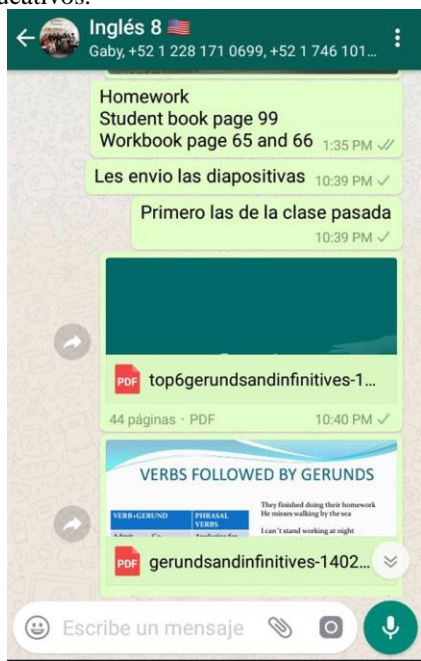 ucativos.
Inglés 8 🇺🇸
Gaby, +52 1 228 171 0699, +52 1 746 101...
Homework
Student book page 99
Workbook page 65 and 66 1:35 PM
Les envio las diapositivas 10:39 PM
Primero las de la clase pasada
10:39 PM
PDF top6gerundsandinfinitives-1...
44 páginas • PDF 10:40 PM
VERBS FOLLOWED BY GERUNDS
VERB+GERUND PHRASAL VERBS
They finished doing their homework
He misses walking by the sea
I can't stand working at night
PDF gerundsandinfinitives-1402...
Escribe un mensaje